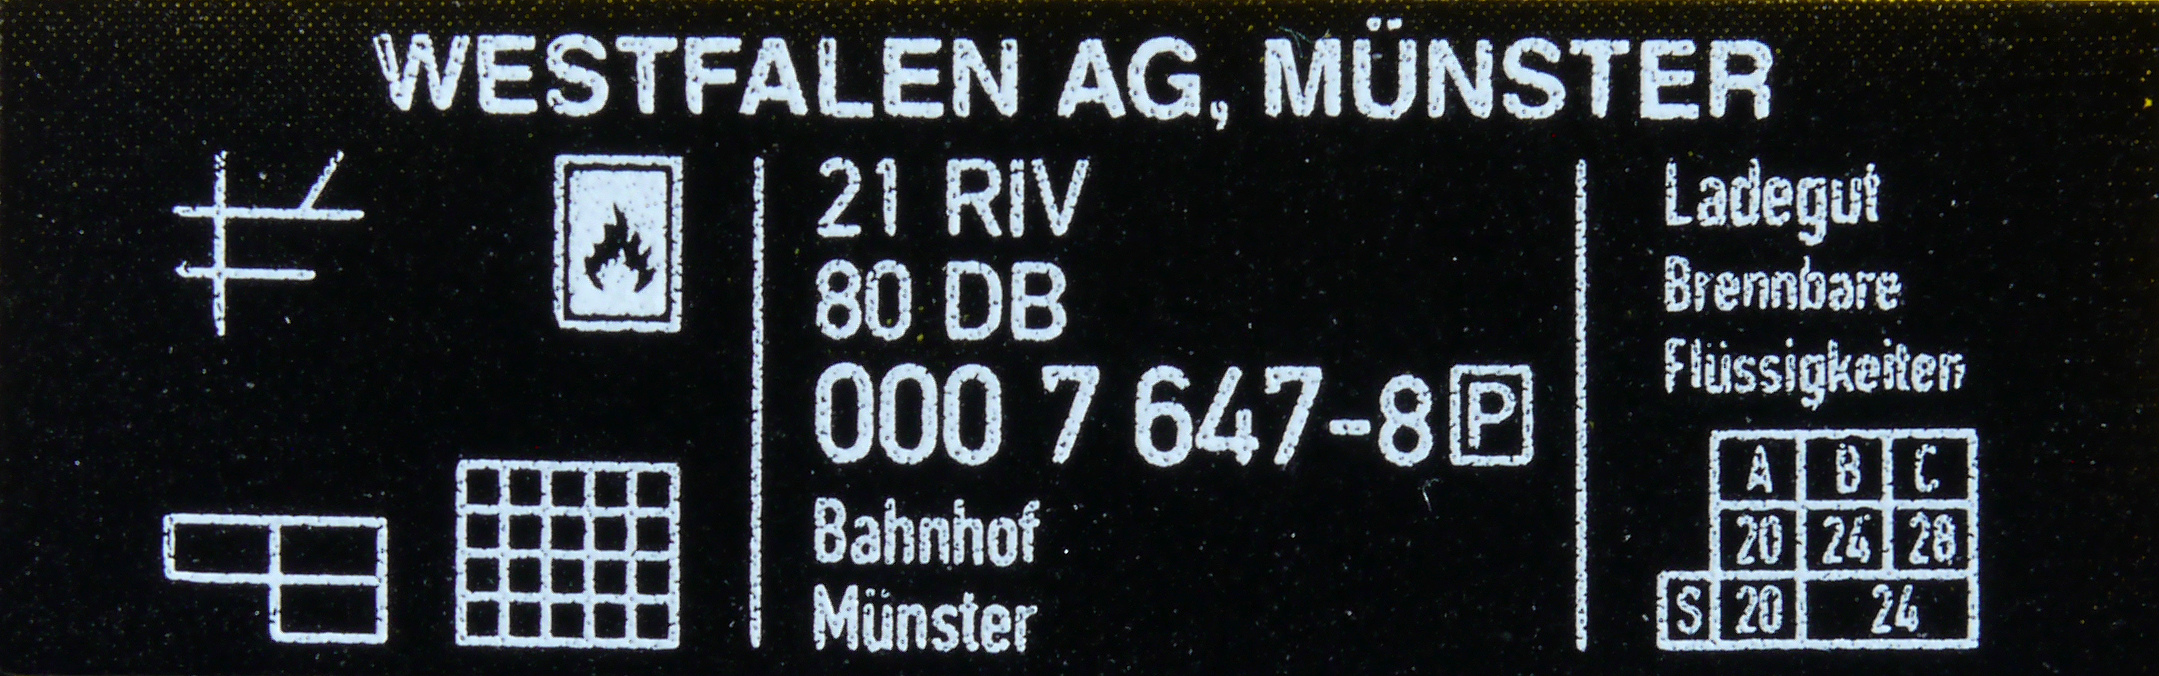 WESTFALEN AG, MÜNSTER
21 RIV
80 DB
000 7 647-8 P
Bahnhof
Münster
Ladegut
Brennbare
Flüssigkeiten
A B C
20 24 28
S 20 24